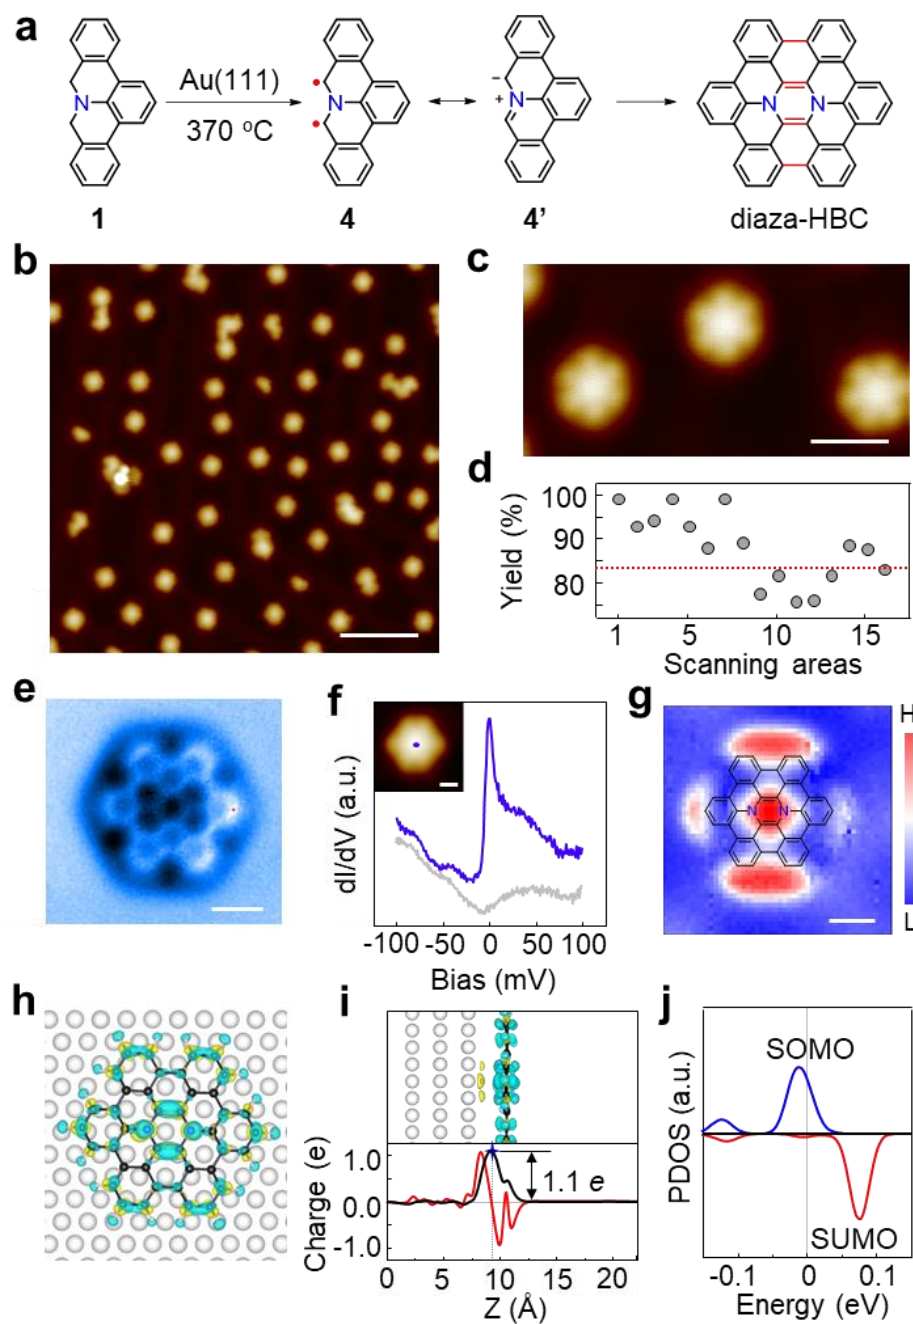 a
Au(111)
370 °C
N
N
N
N
N
−
+
1
4
4’
diaza-HBC
b
c
d
Yield (%)
100
90
80
1
5
10
15
Scanning areas
e
f
dI/dV (a.u.)
-100
-50
0
50
100
Bias (mV)
g
N
N
H
L
h
i
Charge (e)
1.0
0.0
-1.0
1.1 e
0
5
10
15
20
Z (Å)
j
PDOS (a.u.)
SOMO
SUMO
-0.1
0
0.1
Energy (eV)